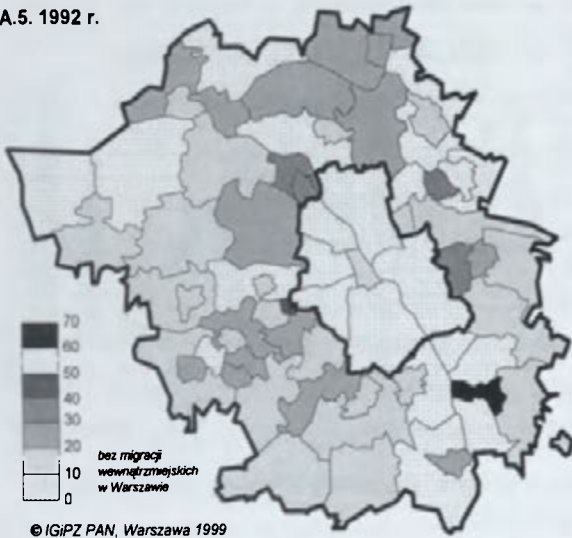 A.5. 1992 r.
70
60
50
40
30
20
10
0
bez migracji
wewnątrzmiejskich
w Warszawie
© IGiPZ PAN, Warszawa 1999